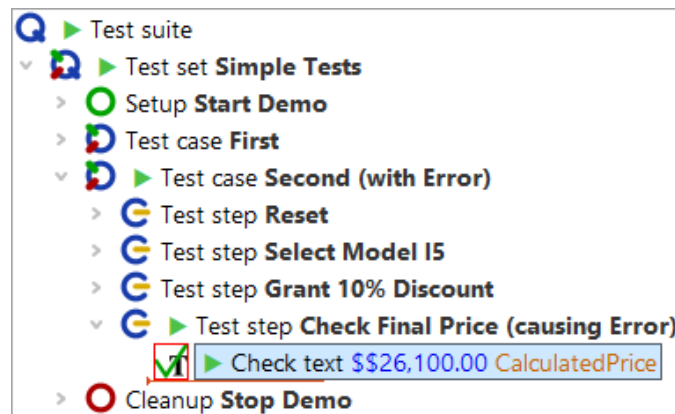 Test suite
Test set Simple Tests
Setup Start Demo
Test case First
Test case Second (with Error)
Test step Reset
Test step Select Model I5
Test step Grant 10% Discount
Test step Check Final Price (causing Error)
Check text $$26,100.00 CalculatedPrice
Cleanup Stop Demo